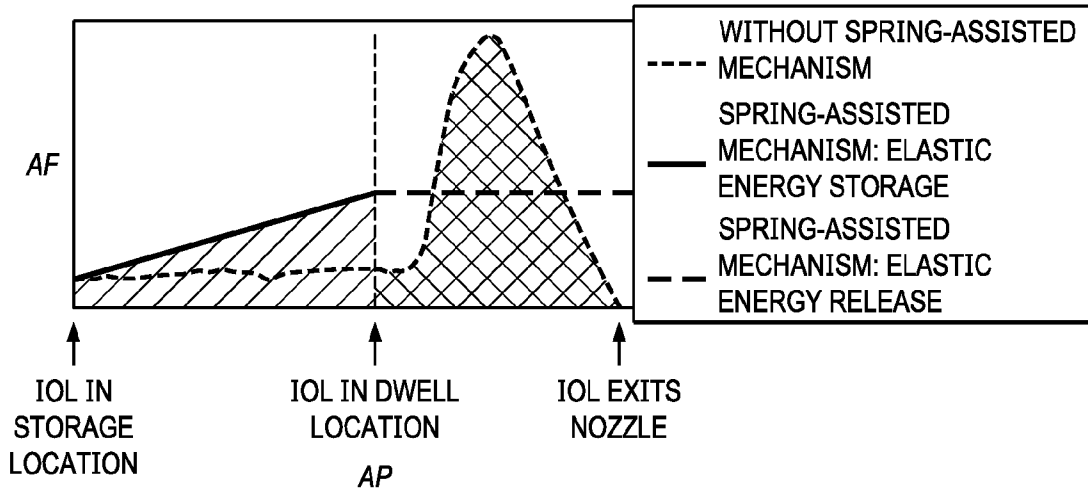 WITHOUT SPRING-ASSISTED
MECHANISM
SPRING-ASSISTED
MECHANISM: ELASTIC
ENERGY STORAGE
SPRING-ASSISTED
MECHANISM: ELASTIC
ENERGY RELEASE
AF
IOL IN
STORAGE
LOCATION
IOL IN DWELL
LOCATION
IOL EXITS
NOZZLE
AP